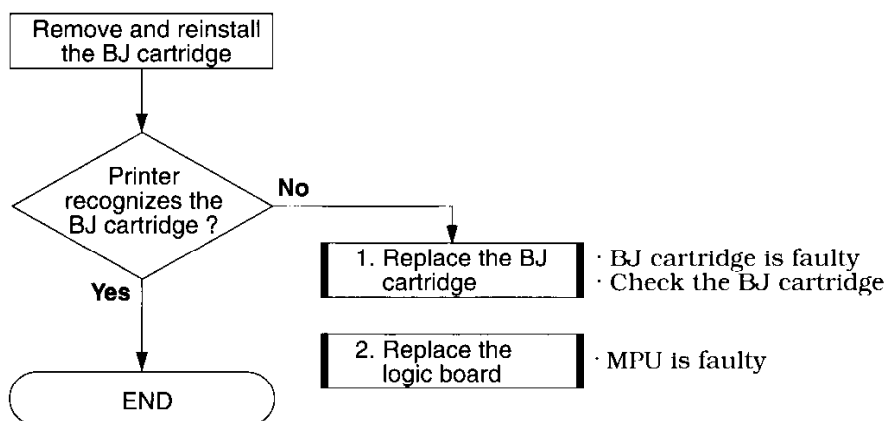 Remove and reinstall
the BJ cartridge
Printer
recognizes the
BJ cartridge ?
No
Yes
1. Replace the BJ
cartridge
· BJ cartridge is faulty
· Check the BJ cartridge
2. Replace the
logic board
· MPU is faulty
END